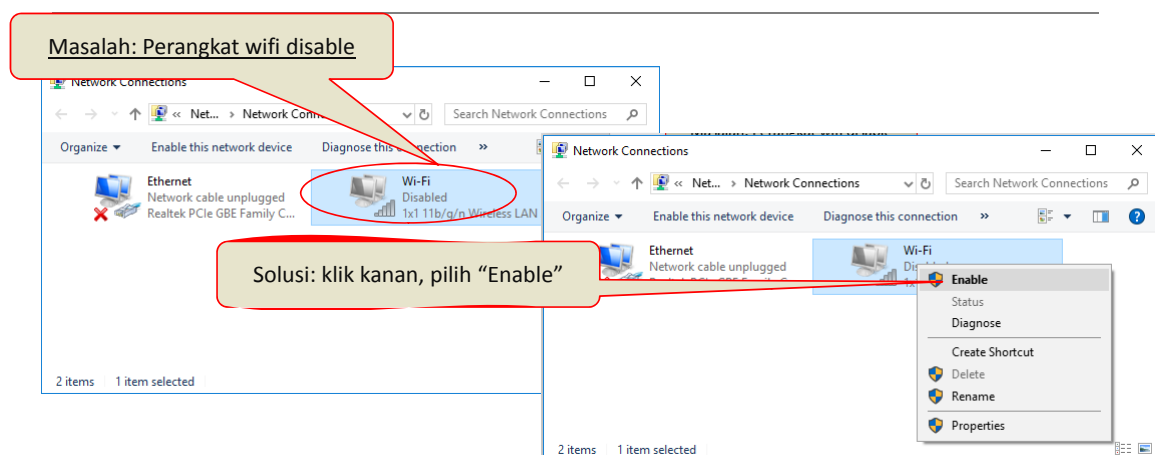 Masalah: Perangkat wifi disable
Network Connections
« Net... › Network Con
Search Network Connections
Organize
Enable this network device
Diagnose this connection
»
Ethernet
Network cable unplugged
Realtek PCIe GBE Family C...
Wi-Fi
Disabled
1x1 11b/g/n Wireless LAN
2 items
1 item selected
Network Connections
« Net... › Network Connections
Search Network Connections
Organize
Enable this network device
Diagnose this connection
»
Ethernet
Network cable unplugged
Wi-Fi
Solusi: klik kanan, pilih “Enable”
Enable
Status
Diagnose
Create Shortcut
Delete
Rename
Properties
2 items
1 item selected